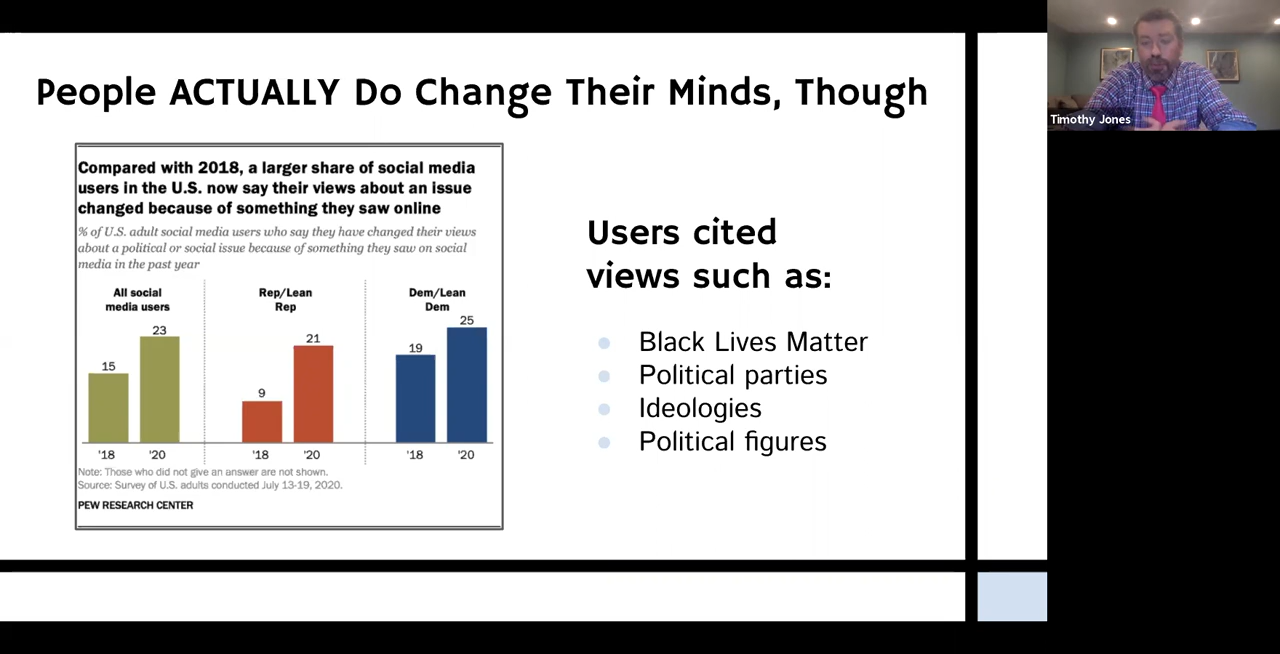 People ACTUALLY Do Change Their Minds, Though
Timothy Jones
Compared with 2018, a larger share of social media
users in the U.S. now say their views about an issue
changed because of something they saw online
% of U.S. adult social media users who say they have changed their views
about a political or social issue because of something they saw on social
media in the past year
All social
media users
Rep/Lean
Rep
Dem/Lean
Dem
15
23
9
21
19
25
'18
'20
'18
'20
'18
'20
Note: Those who did not give an answer are not shown.
Source: Survey of U.S. adults conducted July 13-19, 2020.
PEW RESEARCH CENTER
Users cited
views such as:
Black Lives Matter
Political parties
Ideologies
Political figures